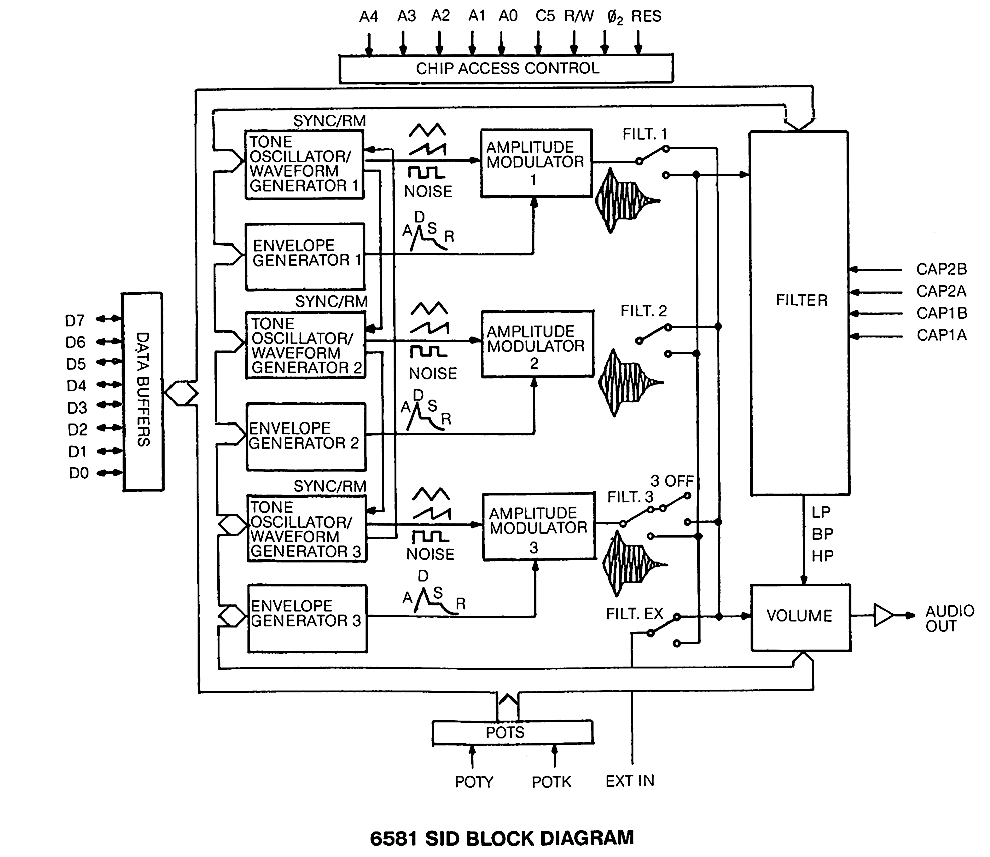 A4 A3 A2 A1 A0 C5 R/W Ø2 RES
CHIP ACCESS CONTROL
SYNC/RM
TONE
OSCILLATOR/
WAVEFORM
GENERATOR 1
NOISE
AMPLITUDE
MODULATOR
1
FILT. 1
ENVELOPE
GENERATOR 1
A D S R
SYNC/RM
TONE
OSCILLATOR/
WAVEFORM
GENERATOR 2
NOISE
AMPLITUDE
MODULATOR
2
FILT. 2
ENVELOPE
GENERATOR 2
A D S R
SYNC/RM
TONE
OSCILLATOR/
WAVEFORM
GENERATOR 3
NOISE
AMPLITUDE
MODULATOR
3
FILT. 3
3 OFF
ENVELOPE
GENERATOR 3
A D S R
FILT. EX
D7
D6
D5
D4
D3
D2
D1
D0
DATA BUFFERS
FILTER
CAP2B
CAP2A
CAP1B
CAP1A
LP
BP
HP
VOLUME
AUDIO
OUT
POTS
POTY
POTK
EXT IN
6581 SID BLOCK DIAGRAM